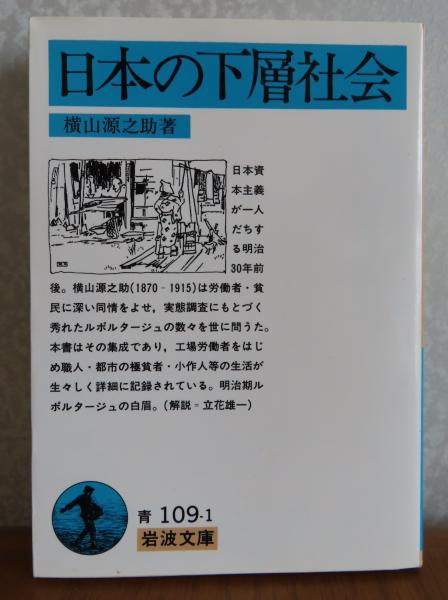 日本の下層社会
横山源之助著
日本資
本主義
が一人
だちす
る明治
30年前
後。横山源之助(1870‐1915)は労働者・貧
民に深い同情をよせ，実態調査にもとづく
秀れたルポルタージュの数々を世に問うた。
本書はその集成であり，工場労働者をはじ
め職人・都市の極貧者・小作人等の生活が
生々しく詳細に記録されている。明治期ル
ポルタージュの白眉。(解説＝立花雄一)
青 109-1
岩波文庫